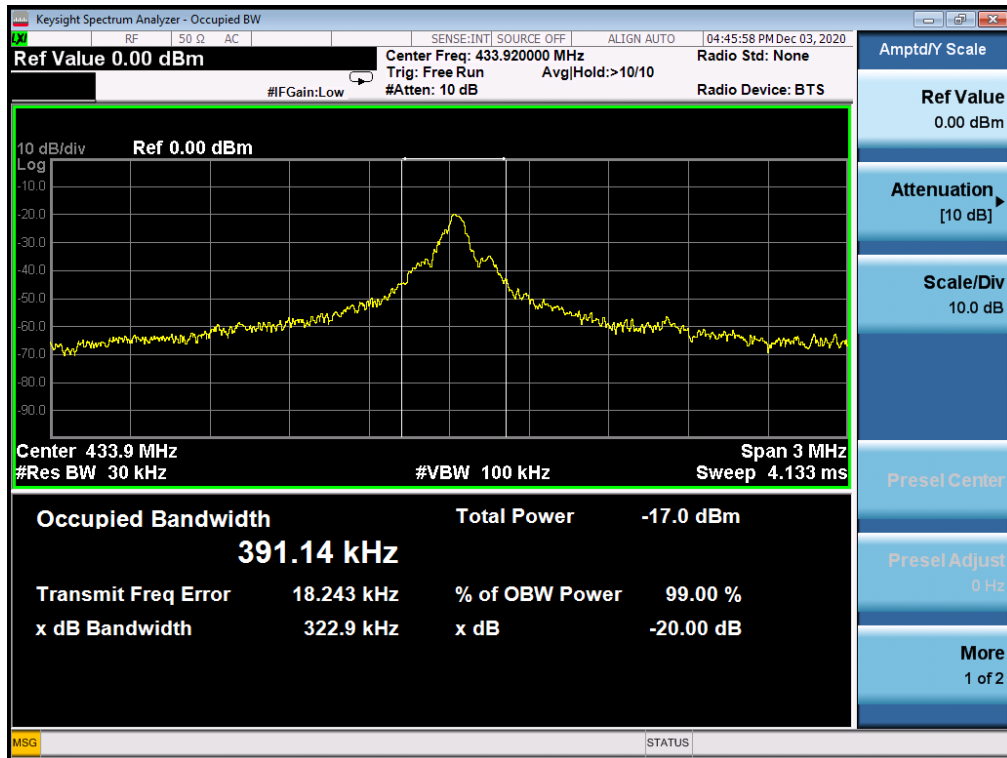 Keysight Spectrum Analyzer - Occupied BW
LXI RF 50 Ω AC SENSE:INT SOURCE OFF ALIGN AUTO 04:45:58 PM Dec 03, 2020
Ref Value 0.00 dBm
Center Freq: 433.920000 MHz
Radio Std: None
Trig: Free Run Avg|Hold:>10/10
#IFGain:Low
#Atten: 10 dB
Radio Device: BTS
10 dB/div Ref 0.00 dBm
Log
-10.0
-20.0
-30.0
-40.0
-50.0
-60.0
-70.0
-80.0
-90.0
Center 433.9 MHz Span 3 MHz
#Res BW 30 kHz #VBW 100 kHz Sweep 4.133 ms
Occupied Bandwidth Total Power -17.0 dBm
391.14 kHz
Transmit Freq Error 18.243 kHz % of OBW Power 99.00 %
x dB Bandwidth 322.9 kHz x dB -20.00 dB
Amptd/Y Scale
Ref Value
0.00 dBm
Attenuation
[10 dB]
Scale/Div
10.0 dB
Presel Center
Presel Adjust
0 Hz
More
1 of 2
MSG STATUS